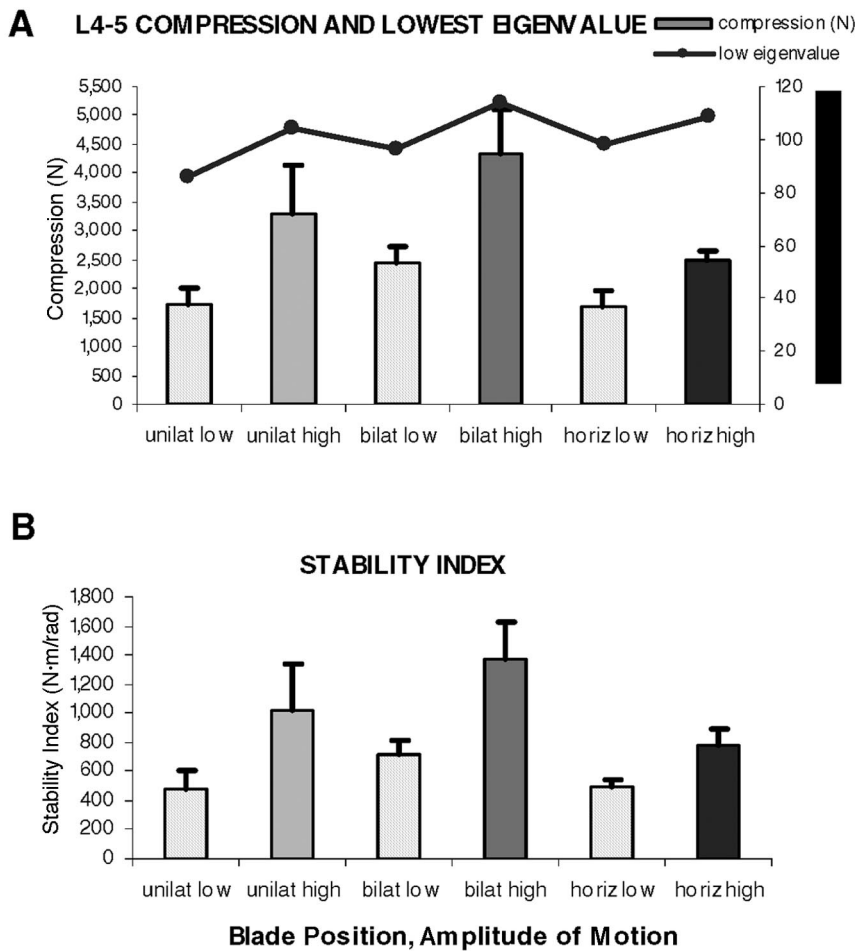 A
L4-5 COMPRESSION AND LOWEST EIGENVALUE
compression (N)
low eigenvalue
5,500
5,000
4,500
4,000
3,500
3,000
2,500
2,000
1,500
1,000
500
0
Compression (N)
120
100
80
60
40
20
0
unilat low unilat high bilat low bilat high horiz low horiz high
B
STABILITY INDEX
1,800
1,600
1,400
1,200
1,000
800
600
400
200
0
Stability Index (N·m/rad)
unilat low unilat high bilat low bilat high horiz low horiz high
Blade Position, Amplitude of Motion